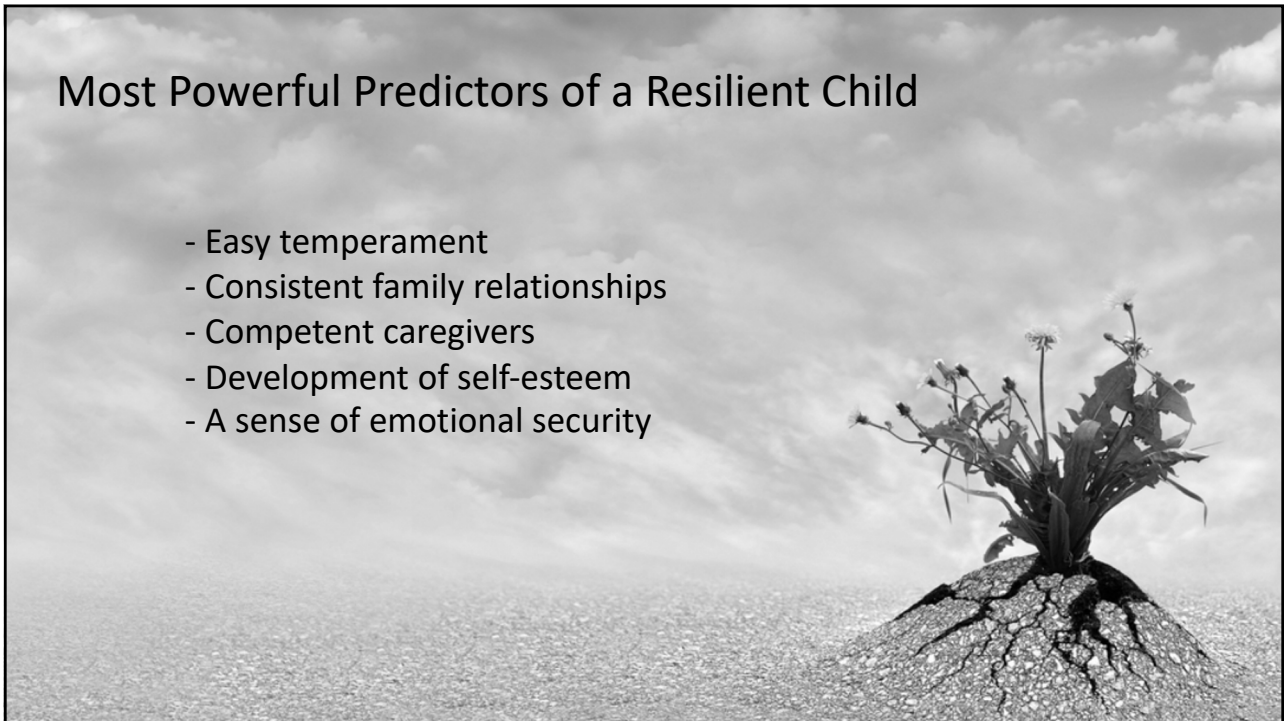 Most Powerful Predictors of a Resilient Child
- Easy temperament
- Consistent family relationships
- Competent caregivers
- Development of self-esteem
- A sense of emotional security